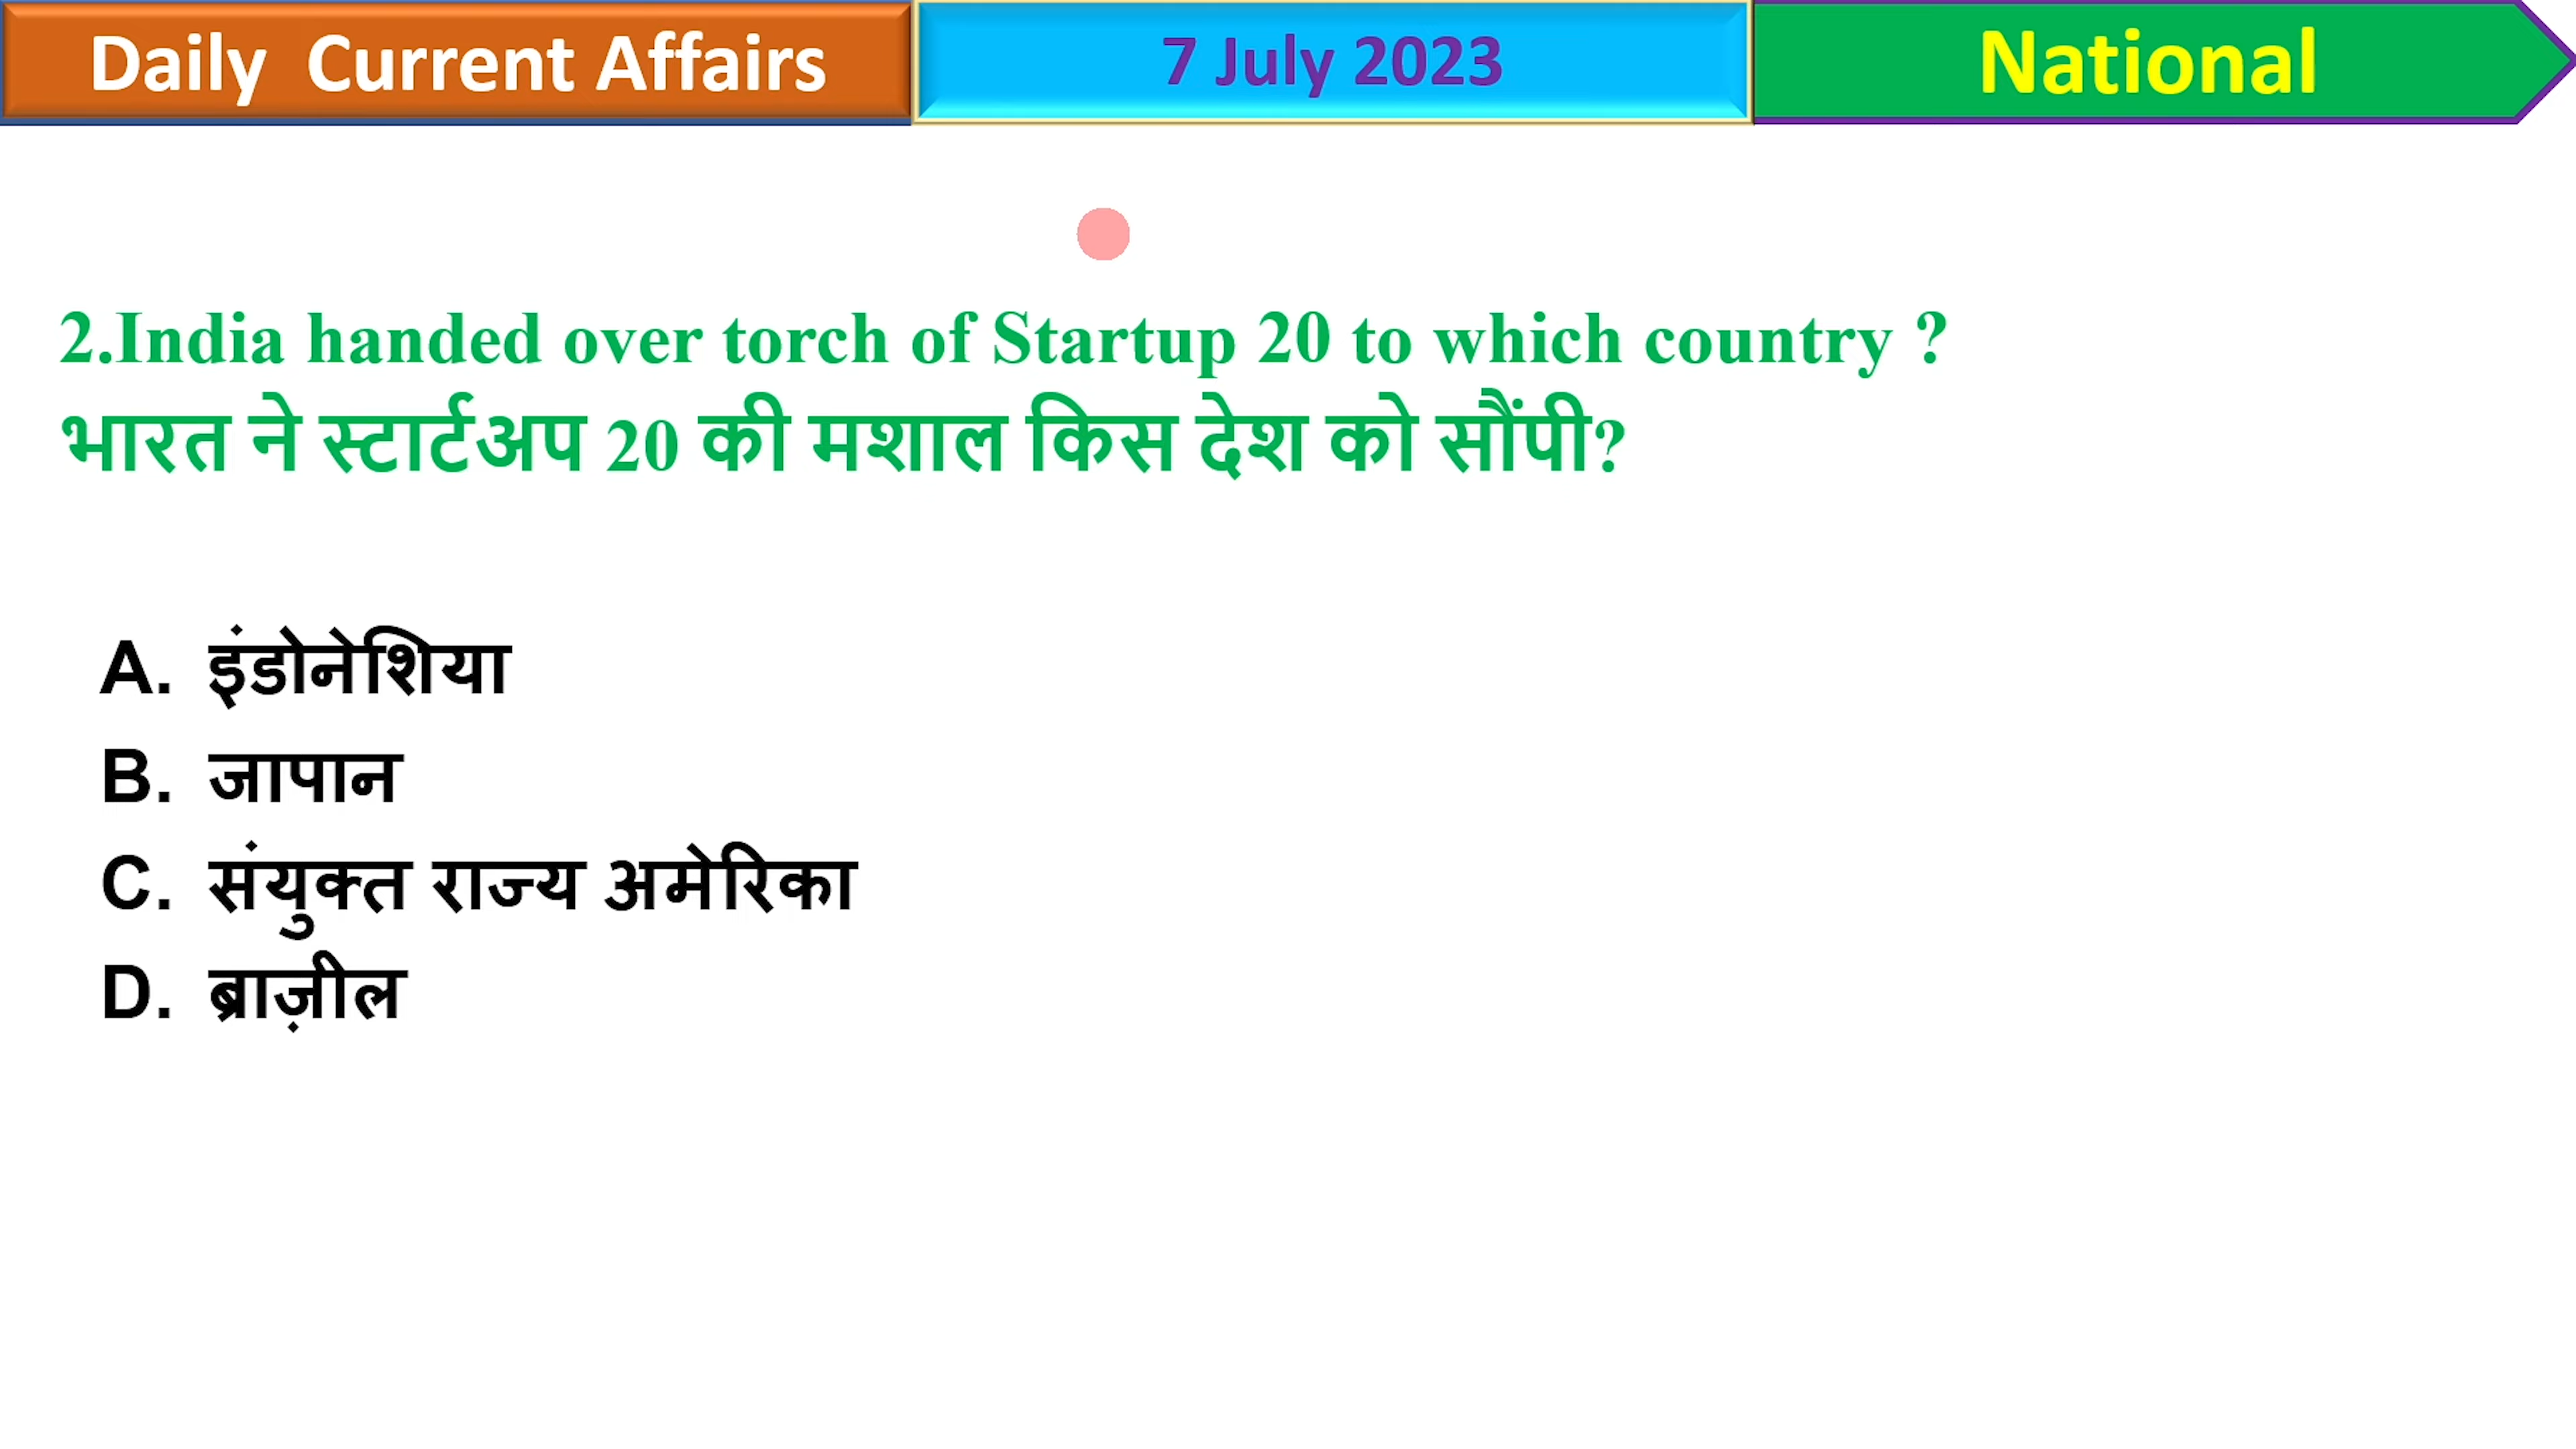 Daily Current Affairs
7 July 2023
National
2.India handed over torch of Startup 20 to which country ?
भारत ने स्टार्टअप 20 की मशाल किस देश को सौंपी?
A. इंडोनेशिया
B. जापान
C. संयुक्त राज्य अमेरिका
D. ब्राज़ील